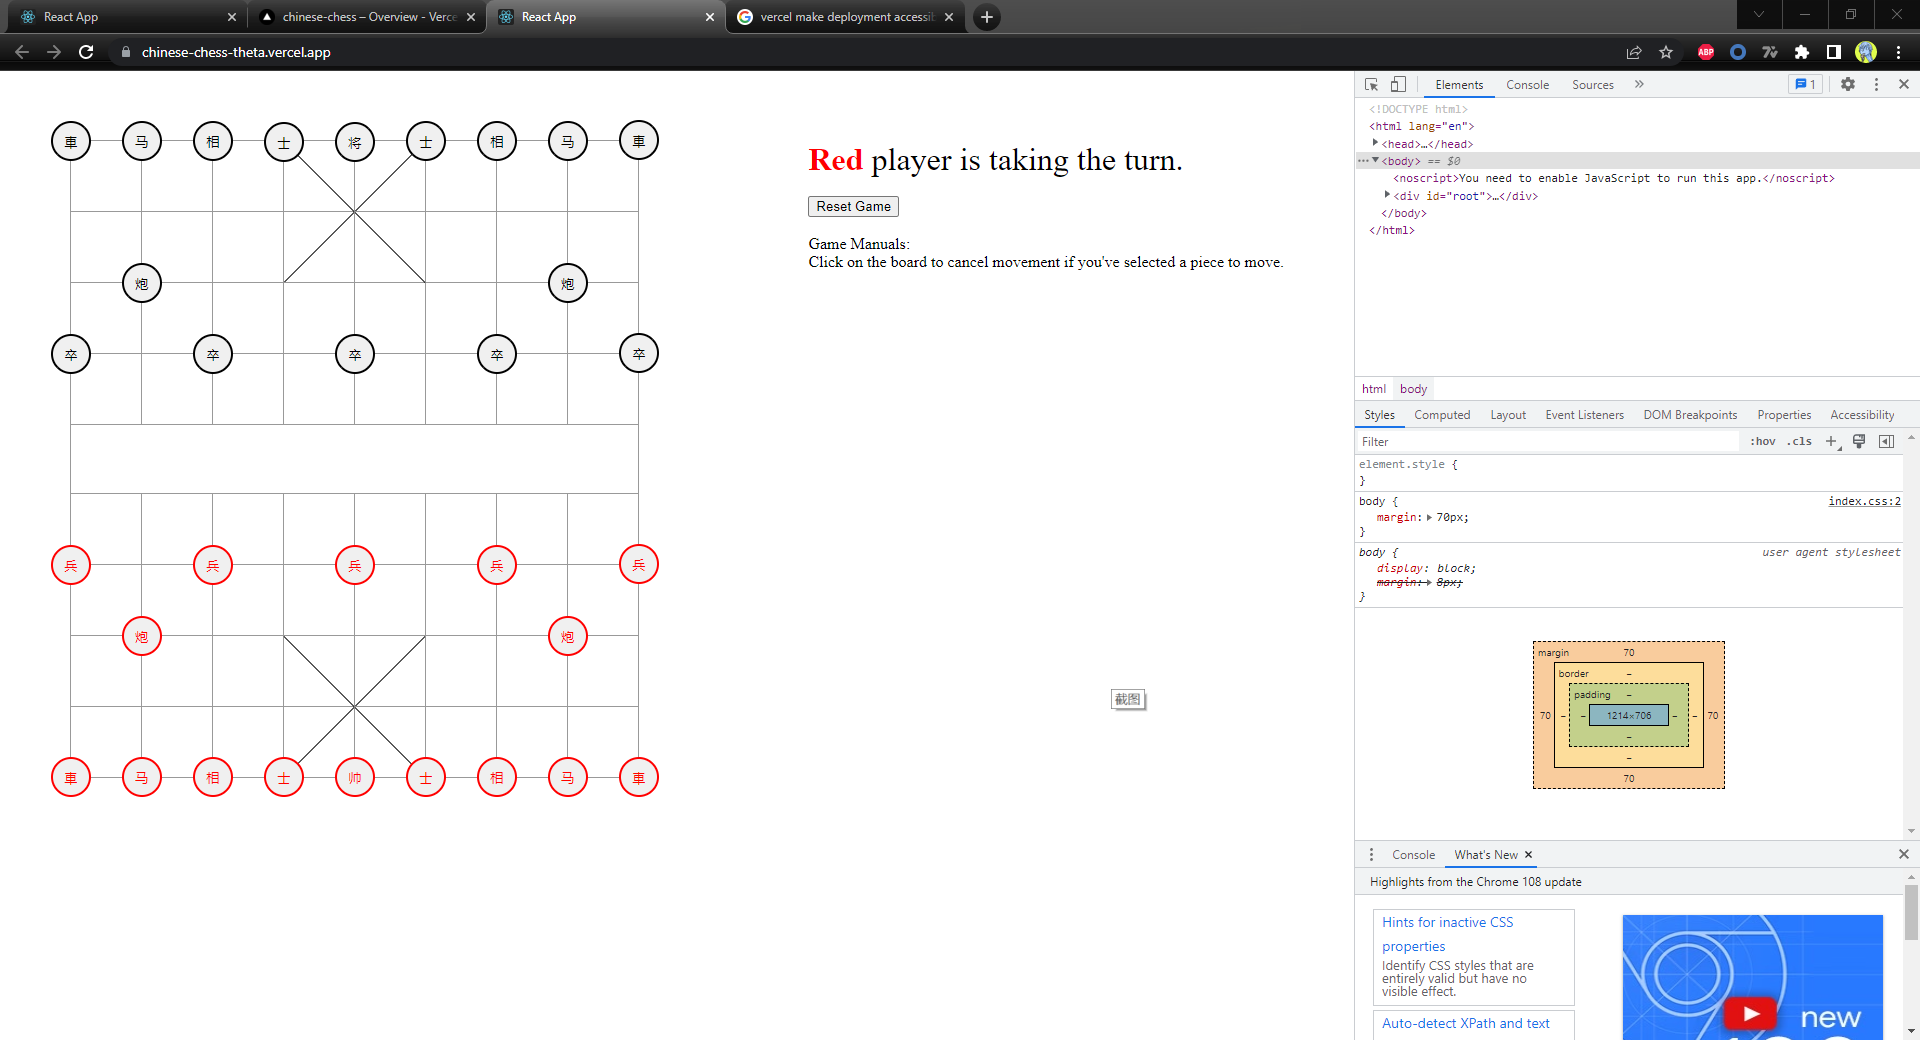 React App
chinese-chess – Overview - Verce
React App
vercel make deployment accessib
chinese-chess-theta.vercel.app
ABP
Elements Console Sources » 1
<!DOCTYPE html>
<html lang="en">
<head>…</head>
<body> == $0
<noscript>You need to enable JavaScript to run this app.</noscript>
<div id="root">…</div>
</body>
</html>
車 马 相 士 将 士 相 马 車
炮 炮
卒 卒 卒 卒 卒
兵 兵 兵 兵 兵
炮 炮
車 马 相 士 帅 士 相 马 車
Red player is taking the turn.
Reset Game
Game Manuals:
Click on the board to cancel movement if you've selected a piece to move.
截图
html body
Styles Computed Layout Event Listeners DOM Breakpoints Properties Accessibility
Filter :hov .cls +
element.style {
}
body { index.css:2
margin: 70px;
}
body { user agent stylesheet
display: block;
margin: 8px;
}
margin 70
border –
padding –
70 – – 1214×706 – – 70
–
–
70
Console What's New
Highlights from the Chrome 108 update
Hints for inactive CSS
properties
Identify CSS styles that are
entirely valid but have no
visible effect.
Auto-detect XPath and text
new